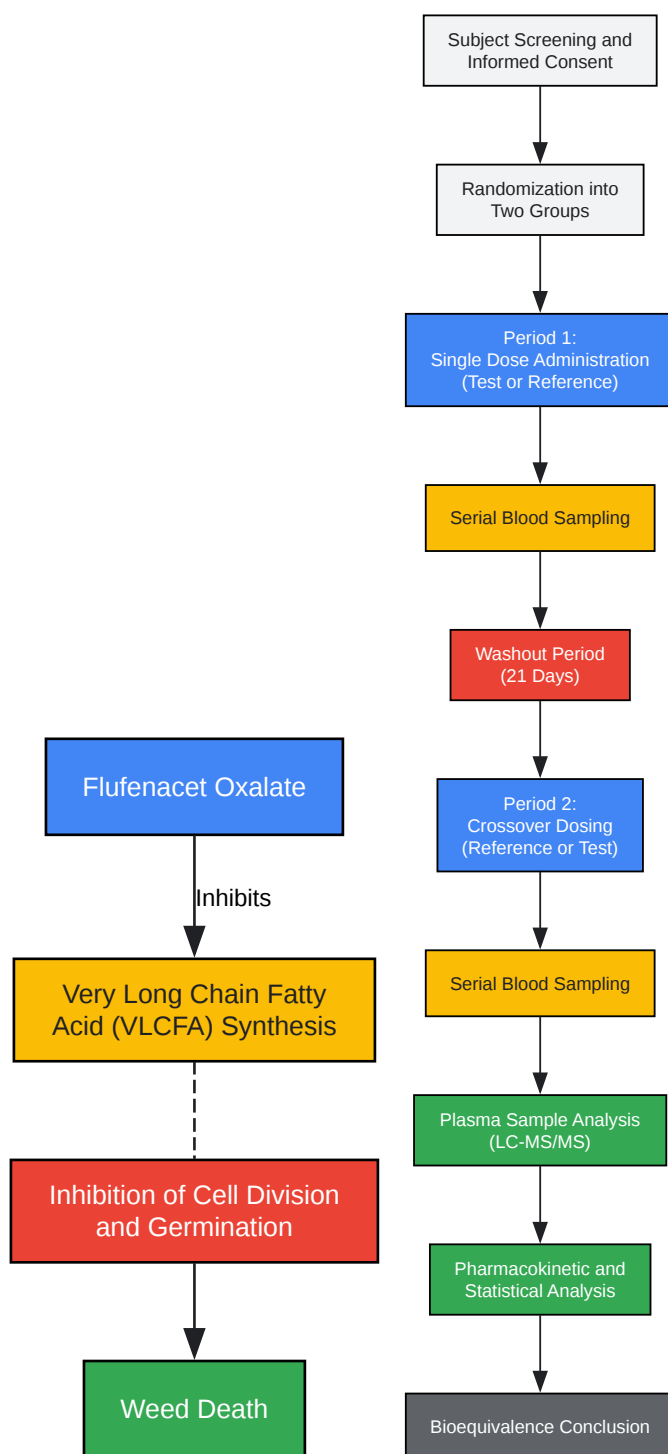 Subject Screening and
Informed Consent
Randomization into
Two Groups
Period 1:
Single Dose Administration
(Test or Reference)
Serial Blood Sampling
Washout Period
(21 Days)
Period 2:
Crossover Dosing
(Reference or Test)
Serial Blood Sampling
Plasma Sample Analysis
(LC-MS/MS)
Pharmacokinetic and
Statistical Analysis
Bioequivalence Conclusion
Flufenacet Oxalate
Inhibits
Very Long Chain Fatty
Acid (VLCFA) Synthesis
Inhibition of Cell Division
and Germination
Weed Death